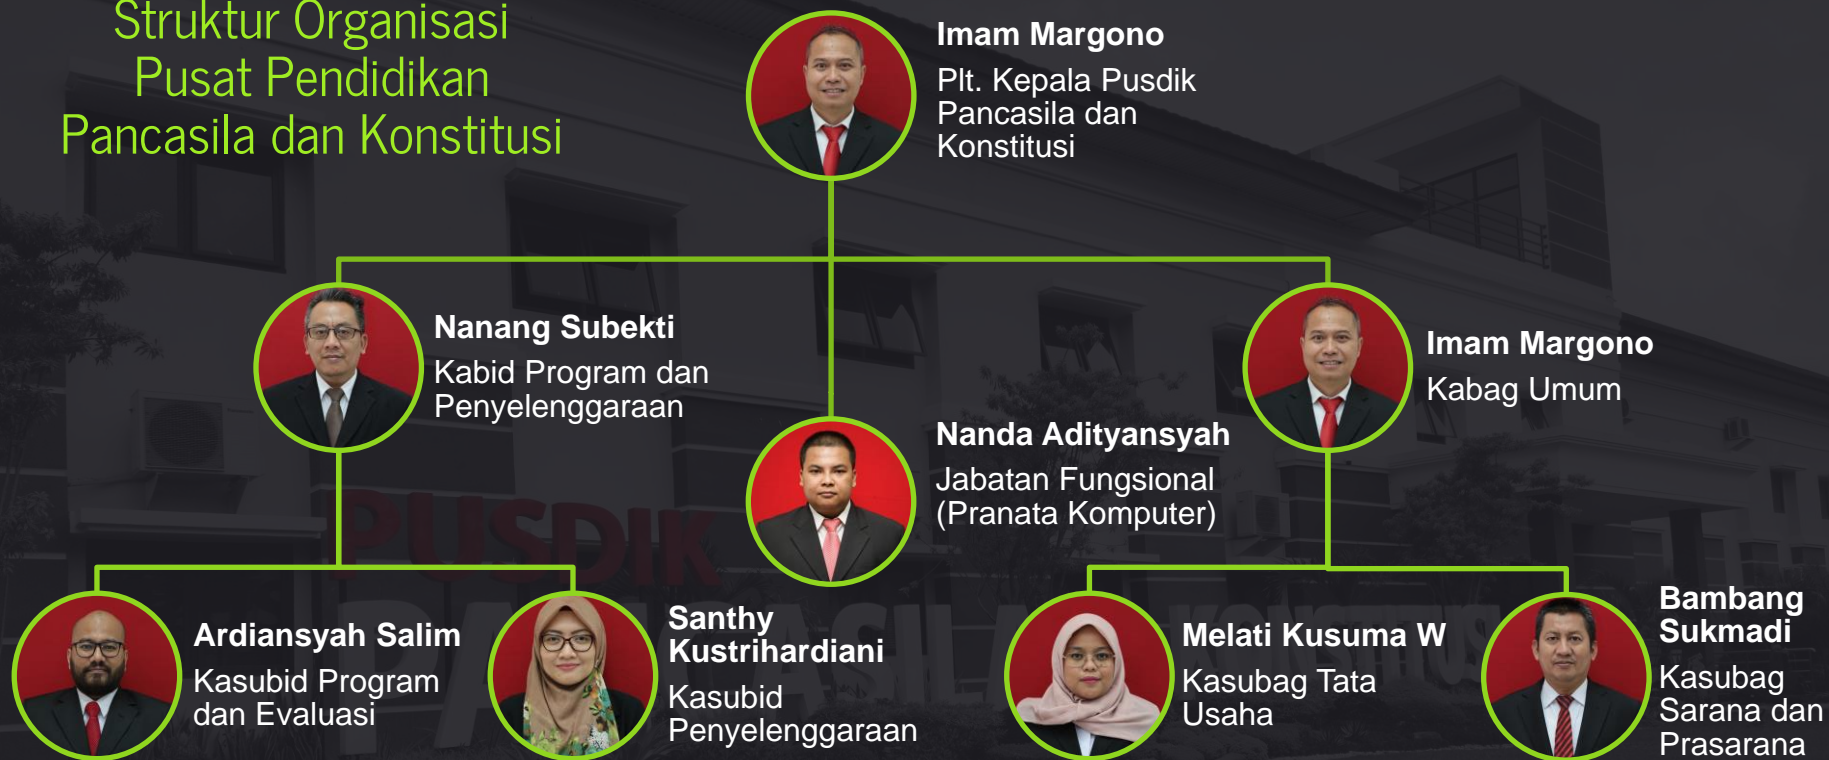 Struktur Organisasi
Pusat Pendidikan
Pancasila dan Konstitusi
Imam Margono
Plt. Kepala Pusdik
Pancasila dan
Konstitusi
Nanang Subekti
Kabid Program dan
Penyelenggaraan
Imam Margono
Kabag Umum
Nanda Adityansyah
Jabatan Fungsional
(Pranata Komputer)
Ardiansyah Salim
Kasubid Program
dan Evaluasi
Santhy
Kustrihardiani
Kasubid
Penyelenggaraan
Melati Kusuma W
Kasubag Tata
Usaha
Bambang
Sukmadi
Kasubag
Sarana dan
Prasarana
PUSDIK
PANCASILA